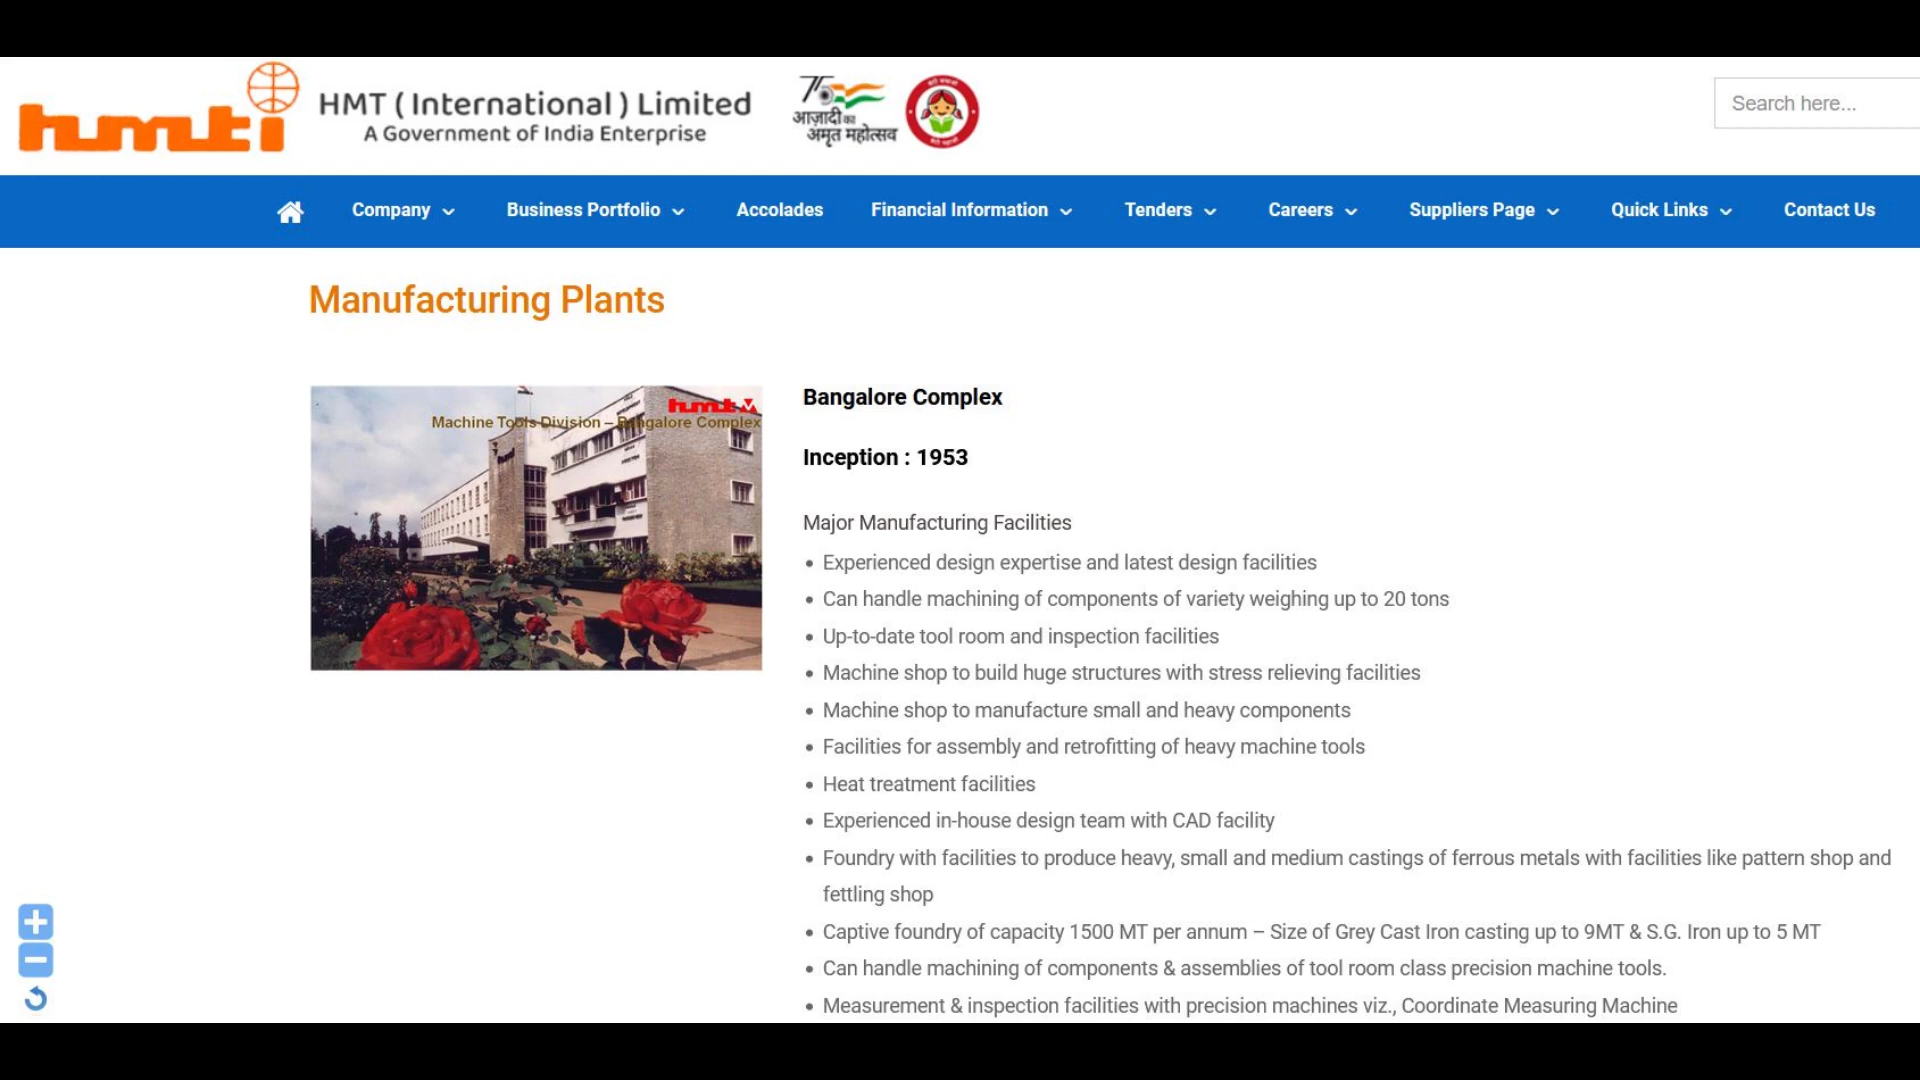 hmti
HMT ( International ) Limited
A Government of India Enterprise
75
आज़ादी का
अमृत महोत्सव
Search here...
Company
Business Portfolio
Accolades
Financial Information
Tenders
Careers
Suppliers Page
Quick Links
Contact Us
Manufacturing Plants
hmt
Machine Tools Division – Bangalore Complex
Bangalore Complex
Inception : 1953
Major Manufacturing Facilities
• Experienced design expertise and latest design facilities
• Can handle machining of components of variety weighing up to 20 tons
• Up-to-date tool room and inspection facilities
• Machine shop to build huge structures with stress relieving facilities
• Machine shop to manufacture small and heavy components
• Facilities for assembly and retrofitting of heavy machine tools
• Heat treatment facilities
• Experienced in-house design team with CAD facility
• Foundry with facilities to produce heavy, small and medium castings of ferrous metals with facilities like pattern shop and
fettling shop
• Captive foundry of capacity 1500 MT per annum – Size of Grey Cast Iron casting up to 9MT & S.G. Iron up to 5 MT
• Can handle machining of components & assemblies of tool room class precision machine tools.
• Measurement & inspection facilities with precision machines viz., Coordinate Measuring Machine